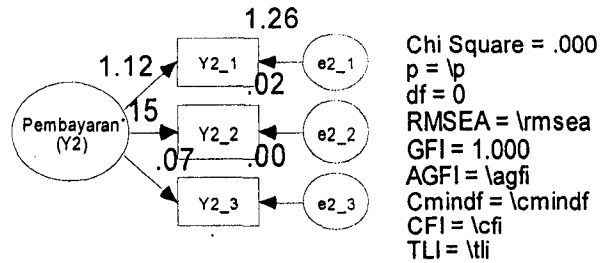 1.26
Y2_1
e2_1
1.12
.02
.15
Pembayaran
(Y2)
Y2_2
e2_2
.07
.00
Y2_3
e2_3
Chi Square = .000
p = \p
df = 0
RMSEA = \rmsea
GFI = 1.000
AGFI = \agfi
Cmindf = \cmindf
CFI = \cfi
TLI = \tli